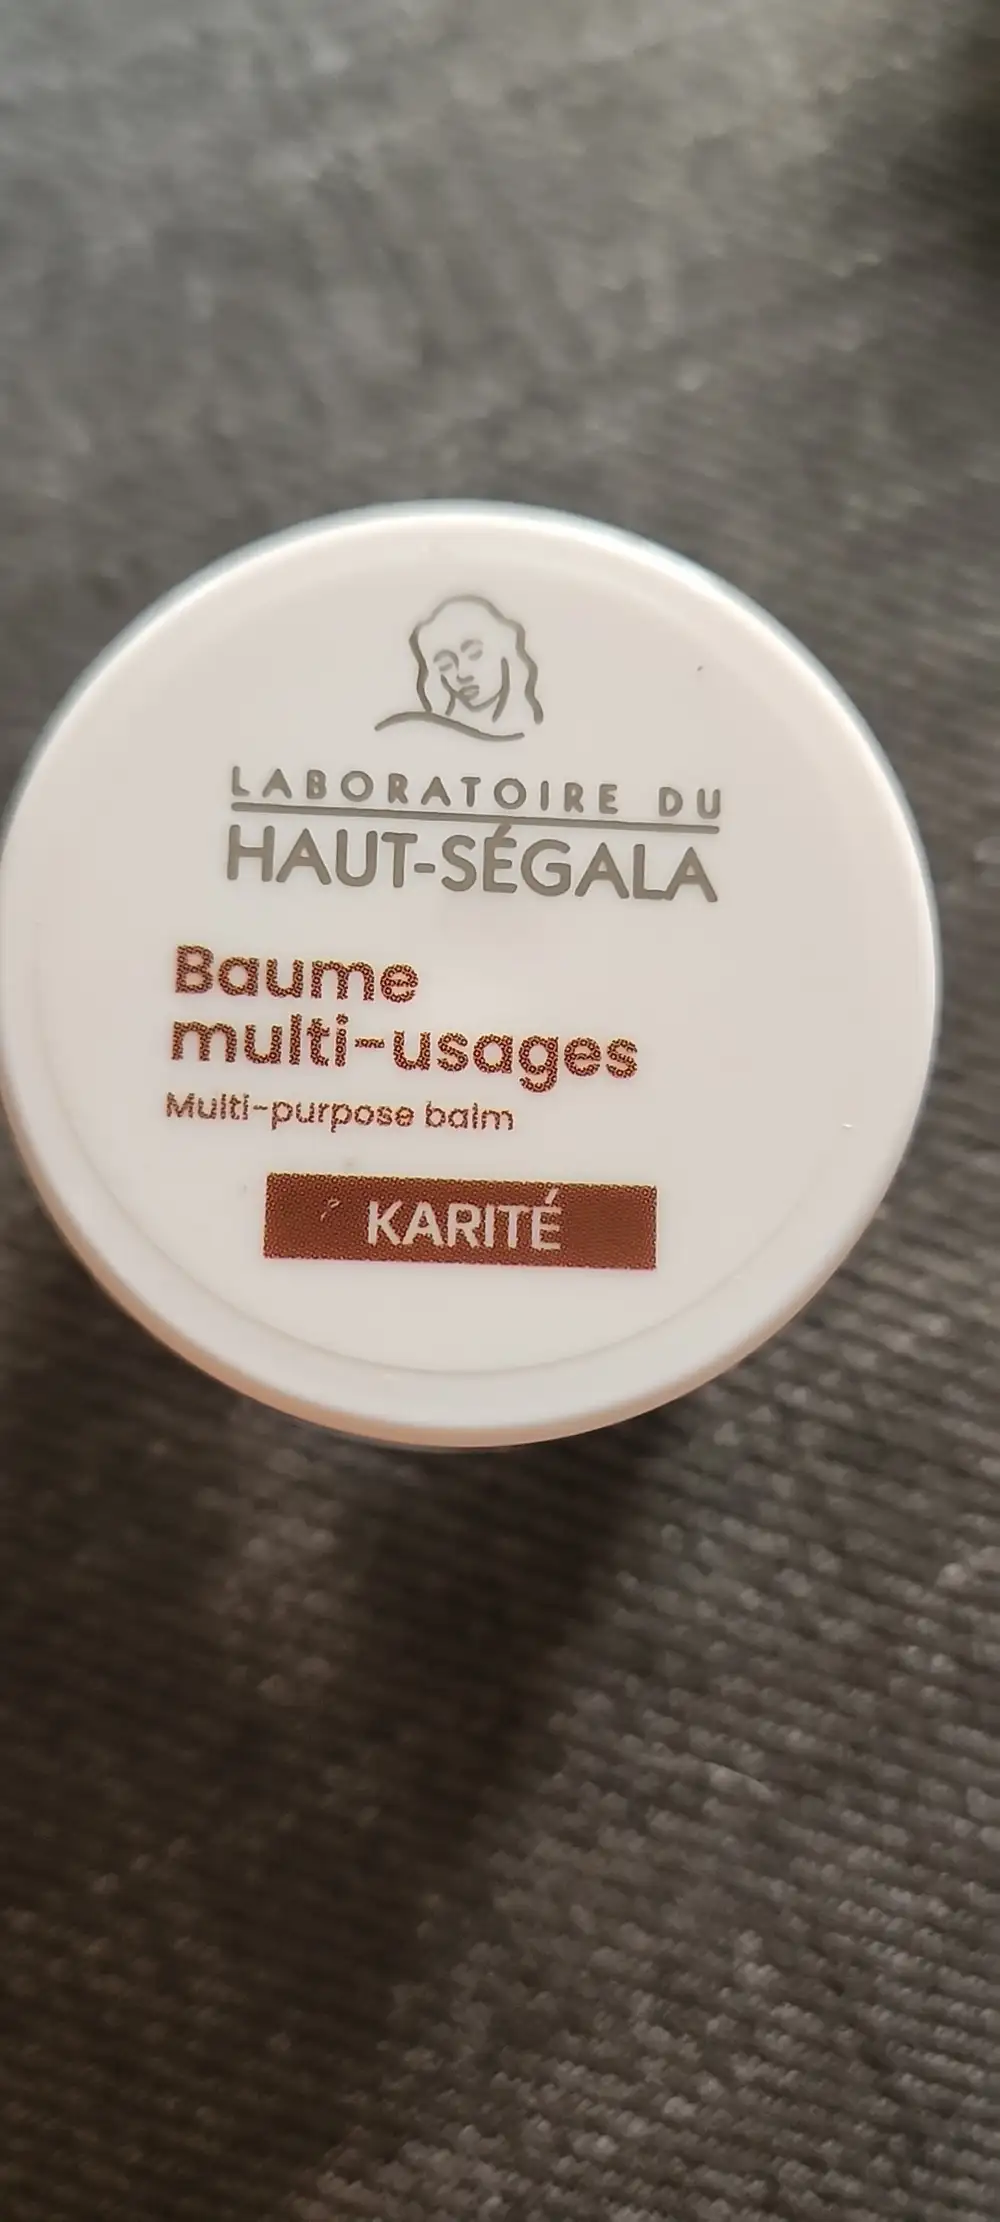 LABORATOIRE DU
HAUT-SÉGALA
Baume
multi-usages
Multi-purpose balm
KARITÉ